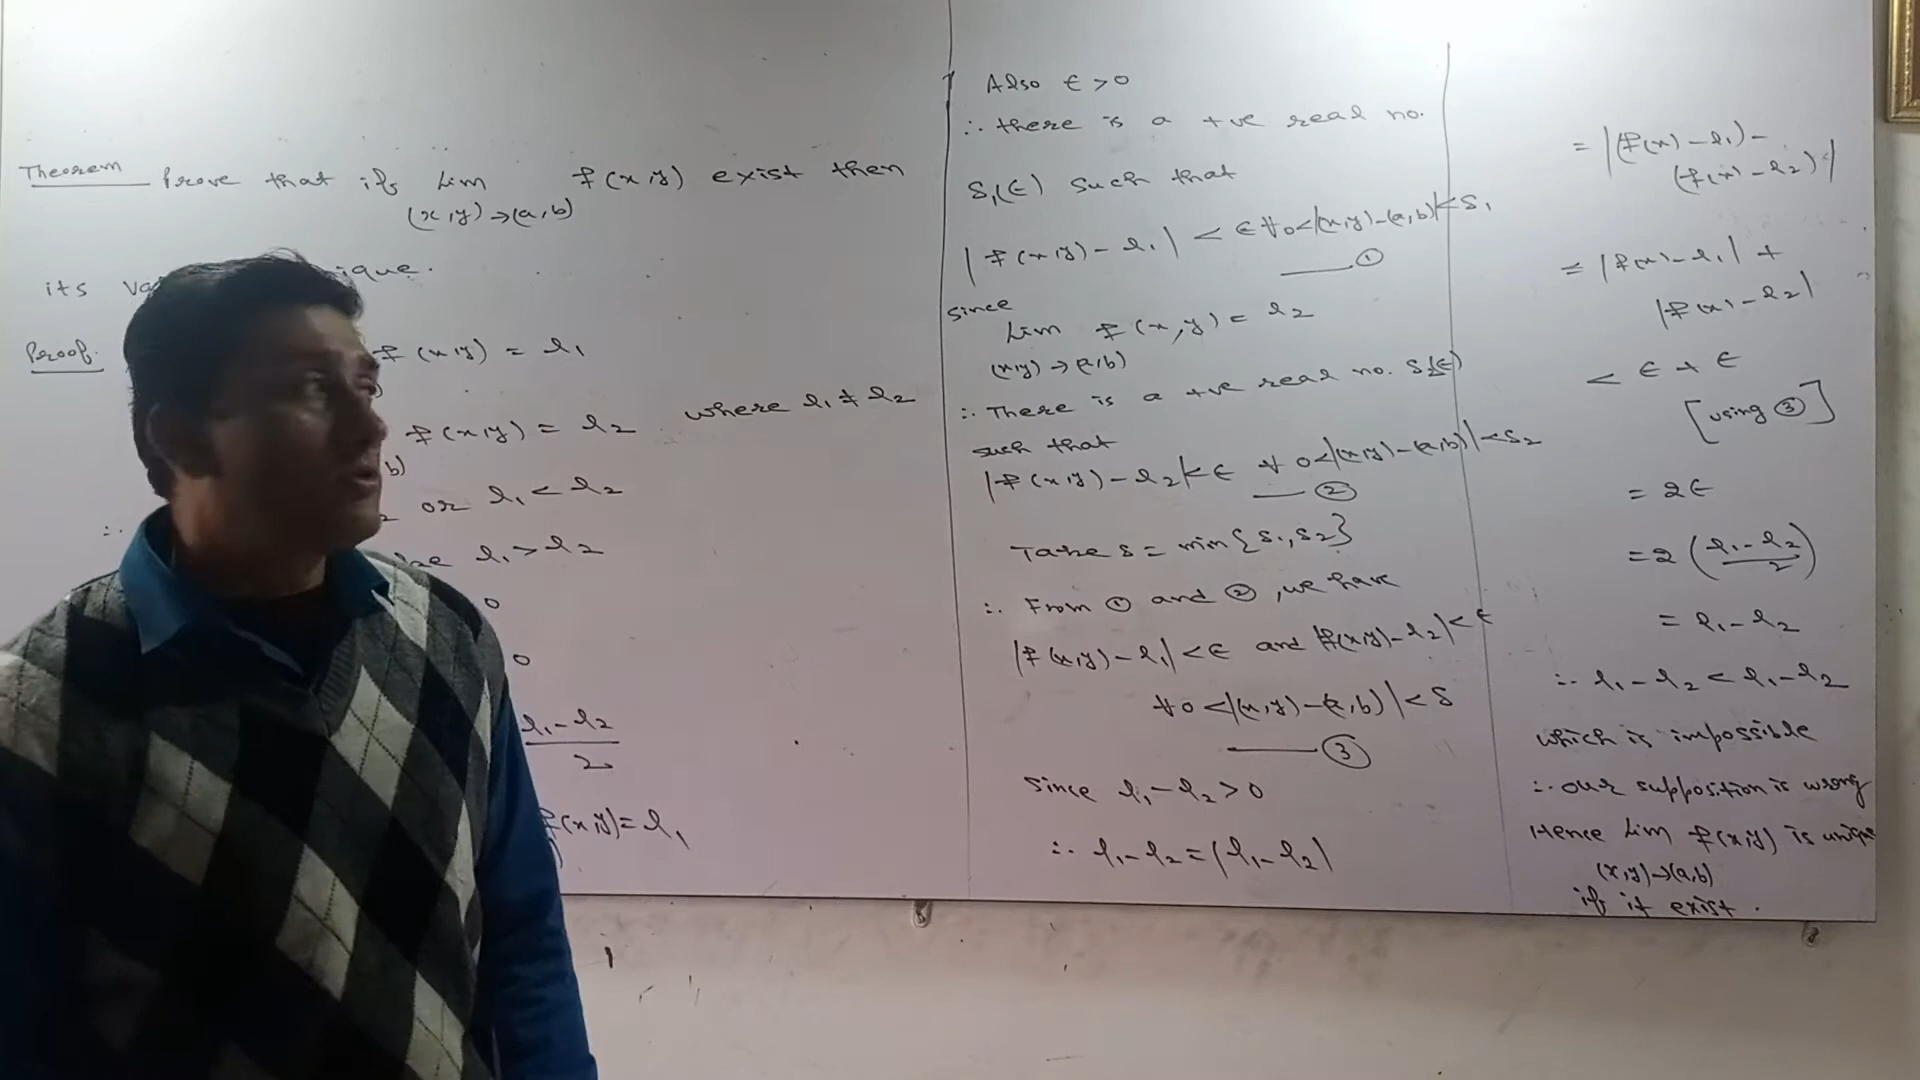 Theorem Prove that if Lim f(x,y) exist then
(x,y)→(a,b)
its ique.
Proof. f(x,y) = l₁
)
f(x,y) = l₂ where l₁ ≠ l₂
b)
∴ or l₁ < l₂
l₁ > l₂
0
0
l₁-l₂
2
f(x,y) = l₁
)
Also ϵ > 0
∴ there is a +ve real no.
δ₁(ϵ) such that
|f(x,y) - l₁| < ϵ ∀ 0<|(x,y)-(a,b)|<δ₁
—— ①
Since
Lim f(x,y) = l₂
(x,y)→(a,b)
∴ There is a +ve real no. δ₂(ϵ)
such that
|f(x,y) - l₂| < ϵ ∀ 0<|(x,y)-(a,b)|<δ₂
—— ②
Take δ = min{δ₁,δ₂}
∴ From ① and ②, we have
|f(x,y)-l₁| < ϵ and |f(x,y)-l₂| < ϵ
∀ 0 <|(x,y)-(a,b)| < δ
—— ③
Since l₁-l₂ > 0
∴ l₁-l₂ = |l₁-l₂|
= |(f(x)-l₁)-
(f(x)-l₂)|
≤ |f(x)-l₁| +
|f(x)-l₂|
< ϵ + ϵ
[using ③]
= 2ϵ
= 2(l₁-l₂/2)
= l₁-l₂
∴ l₁-l₂ < l₁-l₂
which is impossible
∴ our supposition is wrong
Hence Lim f(x,y) is unique
(x,y)→(a,b)
if it exist.